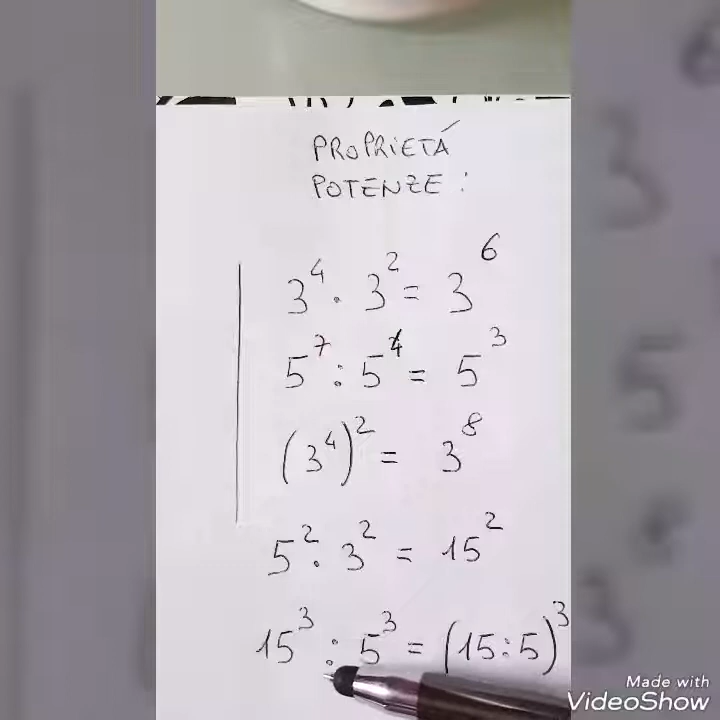 PROPRIETÁ
POTENZE:
3⁴ · 3² = 3⁶
5⁷ : 5⁴ = 5³
(3⁴)² = 3⁸
5² · 3² = 15²
15³ : 5³ = (15:5)³
Made with
VideoShow